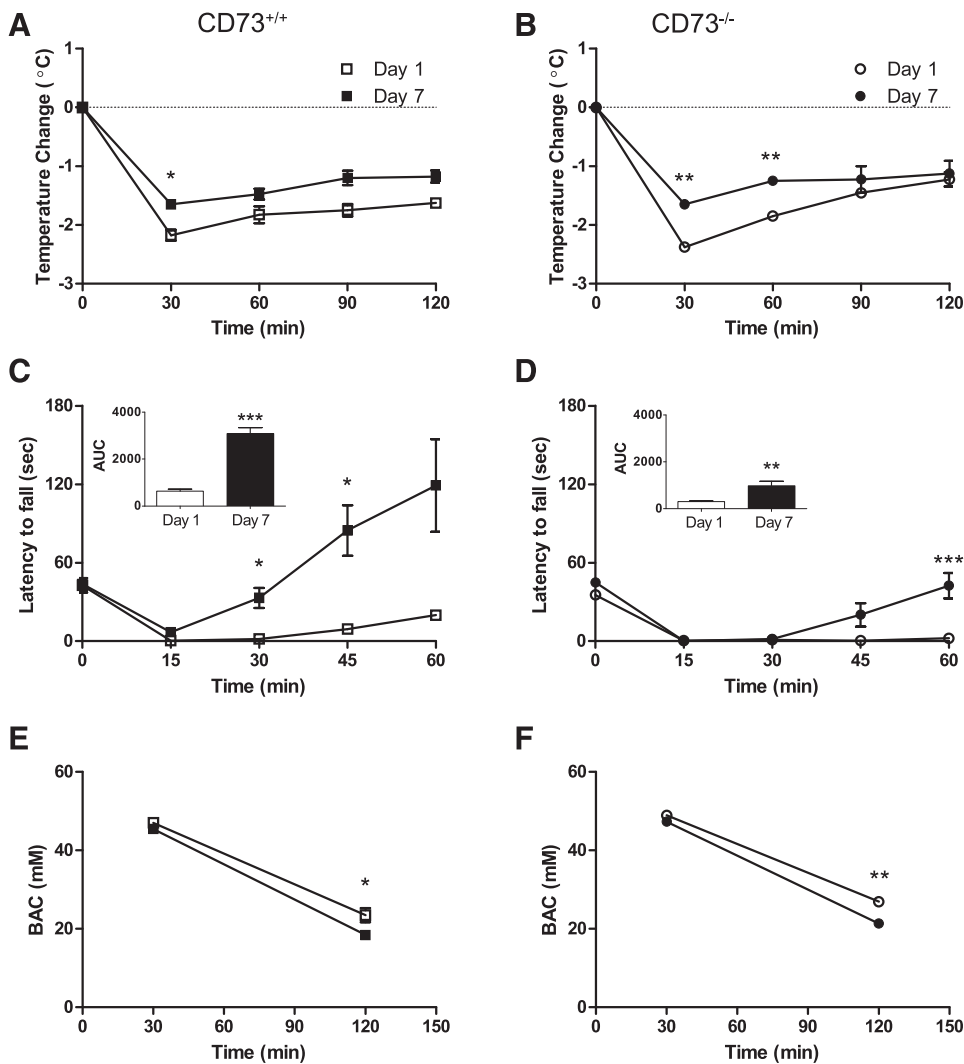 A
CD73+/+
Temperature Change (°C)
1
0
-1
-2
-3
Day 1
Day 7
*
0 30 60 90 120
Time (min)
B
CD73-/-
Temperature Change (°C)
1
0
-1
-2
-3
Day 1
Day 7
**
**
0 30 60 90 120
Time (min)
C
Latency to fall (sec)
180
120
60
0
AUC
4000
2000
0
***
Day 1 Day 7
*
*
0 15 30 45 60
Time (min)
D
Latency to fall (sec)
180
120
60
0
AUC
4000
2000
0
**
Day 1 Day 7
***
0 15 30 45 60
Time (min)
E
BAC (mM)
60
40
20
0
*
0 30 60 90 120 150
Time (min)
F
BAC (mM)
60
40
20
0
**
0 30 60 90 120 150
Time (min)